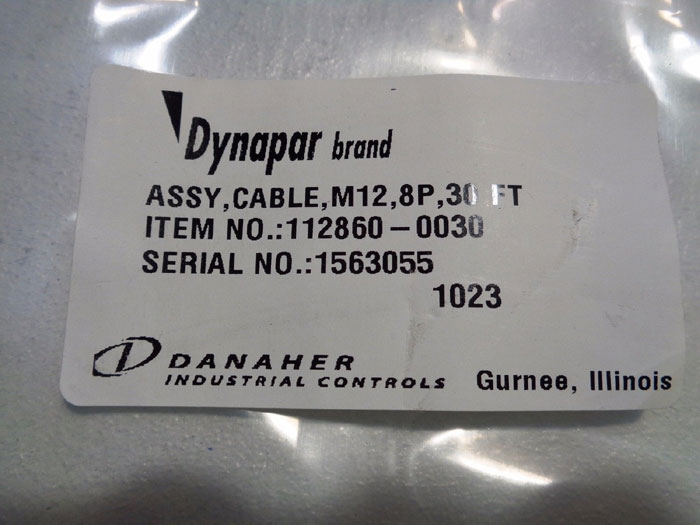 Dynapar brand
ASSY,CABLE,M12,8P,30 FT
ITEM NO.:112860-0030
SERIAL NO.:1563055
1023
DANAHER
INDUSTRIAL CONTROLS Gurnee, Illinois